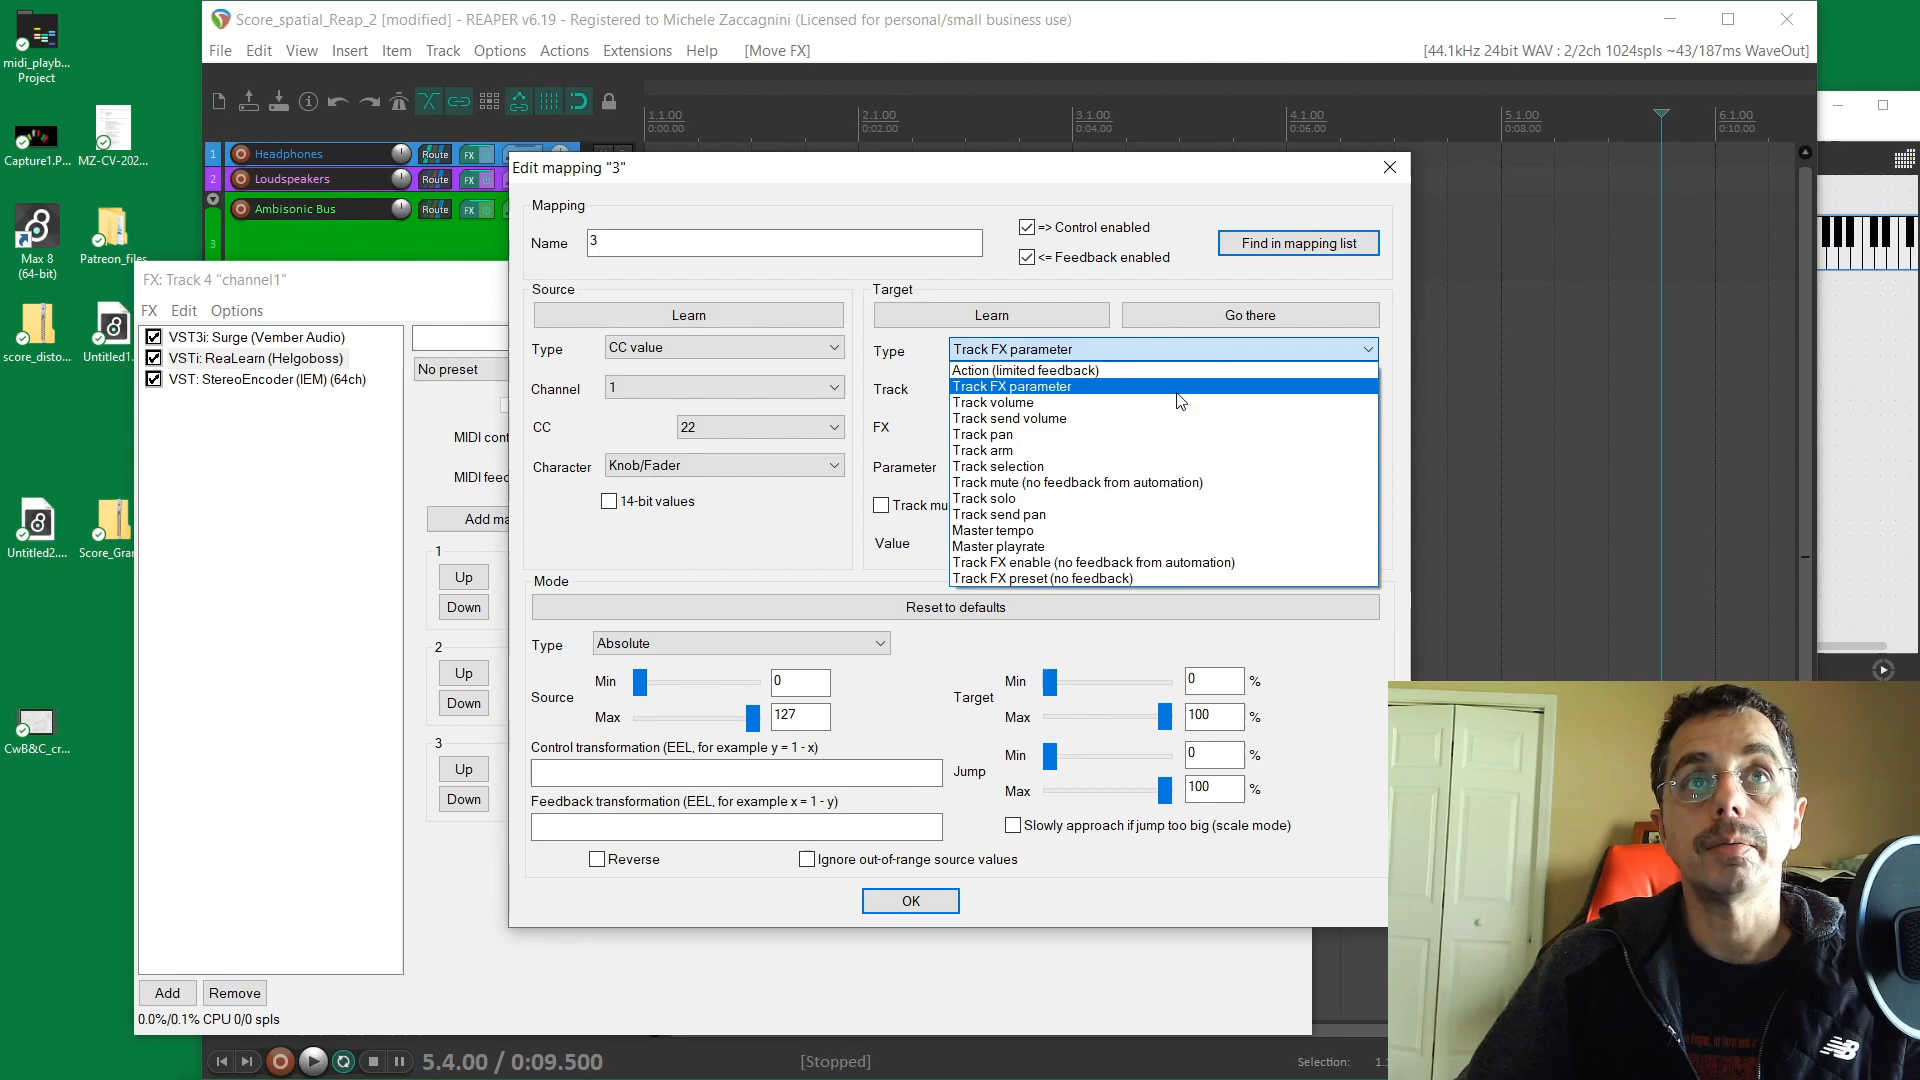 Score_spatial_Reap_2 [modified] - REAPER v6.19 - Registered to Michele Zaccagnini (Licensed for personal/small business use)
File Edit View Insert Item Track Options Actions Extensions Help [Move FX]
[44.1kHz 24bit WAV : 2/2ch 1024spls ~43/187ms WaveOut]
midi_playb...
Project
Capture1.P...
MZ-CV-202...
Max 8
(64-bit)
Patreon_files
score_disto...
Untitled1.
Untitled2....
Score_Grar
CwB&C_cr...
1.1.00
0:00.00
2.1.00
0:02.00
3.1.00
0:04.00
4.1.00
0:06.00
5.1.00
0:08.00
6.1.00
0:10.00
1 Headphones Route FX
2 Loudspeakers Route FX
Ambisonic Bus Route FX
3
FX: Track 4 "channel1"
FX Edit Options
VST3i: Surge (Vember Audio)
VSTi: ReaLearn (Helgoboss)
VST: StereoEncoder (IEM) (64ch)
No preset
MIDI cont
MIDI feed
Add ma
1
Up
Down
2
Up
Down
3
Up
Down
Add Remove
0.0%/0.1% CPU 0/0 spls
Edit mapping "3"
Mapping
Name 3
=> Control enabled
<= Feedback enabled
Find in mapping list
Source
Learn
Type CC value
Channel 1
CC 22
Character Knob/Fader
14-bit values
Target
Learn Go there
Type Track FX parameter
Track
FX
Parameter
Track mu
Value
Action (limited feedback)
Track FX parameter
Track volume
Track send volume
Track pan
Track arm
Track selection
Track mute (no feedback from automation)
Track solo
Track send pan
Master tempo
Master playrate
Track FX enable (no feedback from automation)
Track FX preset (no feedback)
Mode
Reset to defaults
Type Absolute
Source
Min 0
Max 127
Target
Min 0 %
Max 100 %
Control transformation (EEL, for example y = 1 - x)
Feedback transformation (EEL, for example x = 1 - y)
Jump
Min 0 %
Max 100 %
Slowly approach if jump too big (scale mode)
Reverse
Ignore out-of-range source values
OK
5.4.00 / 0:09.500
[Stopped]
Selection: